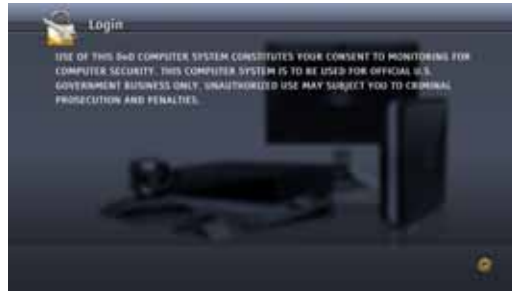 Login
USE OF THIS DoD COMPUTER SYSTEM CONSTITUTES YOUR CONSENT TO MONITORING FOR
COMPUTER SECURITY. THIS COMPUTER SYSTEM IS TO BE USED FOR OFFICIAL U.S.
GOVERNMENT BUSINESS ONLY. UNAUTHORIZED USE MAY SUBJECT YOU TO CRIMINAL
PROSECUTION AND PENALTIES.